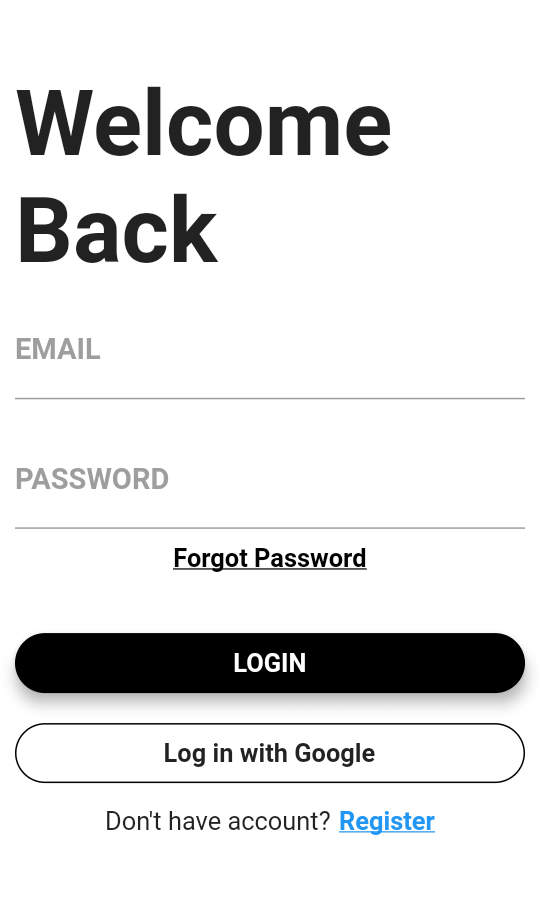 Welcome
Back
EMAIL
PASSWORD
Forgot Password
LOGIN
Log in with Google
Don't have account? Register